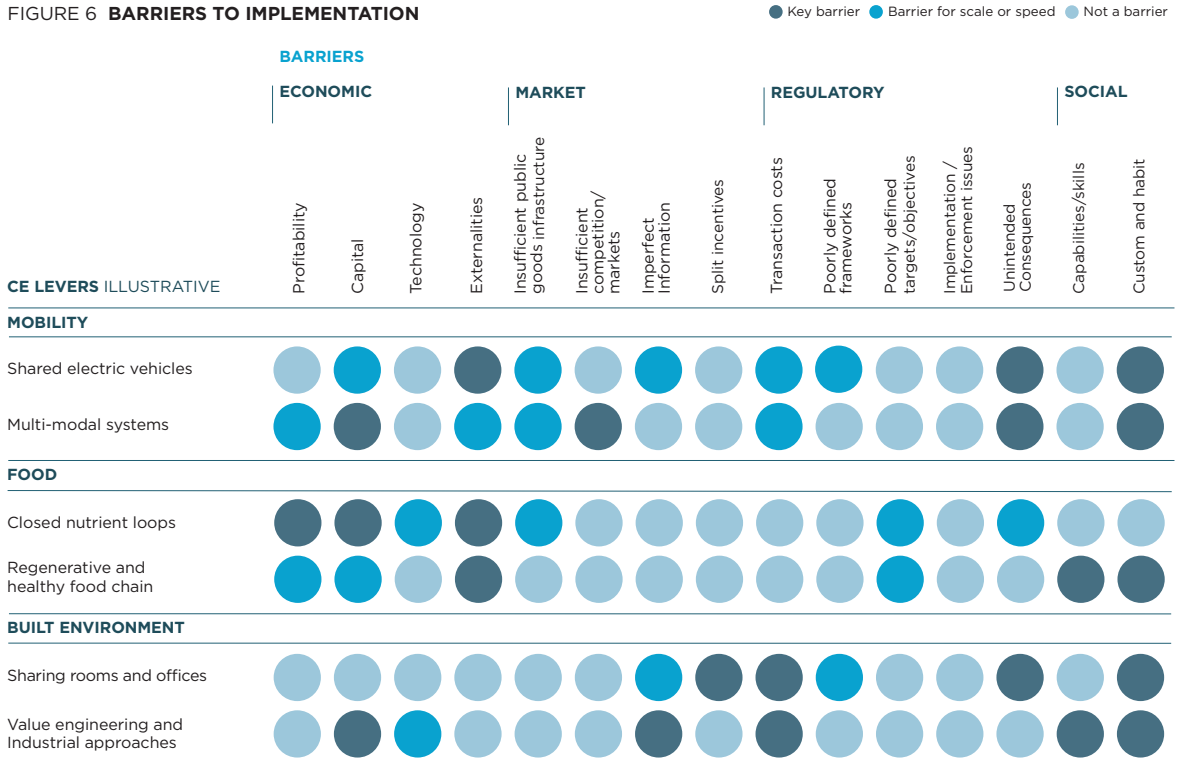 FIGURE 6 BARRIERS TO IMPLEMENTATION
Key barrier Barrier for scale or speed Not a barrier
BARRIERS
ECONOMIC MARKET REGULATORY SOCIAL
Profitability
Capital
Technology
Externalities
Insufficient public
goods infrastructure
Insufficient
competition/
markets
Imperfect
Information
Split incentives
Transaction costs
Poorly defined
frameworks
Poorly defined
targets/objectives
Implementation /
Enforcement issues
Unintended
Consequences
Capabilities/skills
Custom and habit
CE LEVERS ILLUSTRATIVE
MOBILITY
Shared electric vehicles
Multi-modal systems
FOOD
Closed nutrient loops
Regenerative and
healthy food chain
BUILT ENVIRONMENT
Sharing rooms and offices
Value engineering and
Industrial approaches